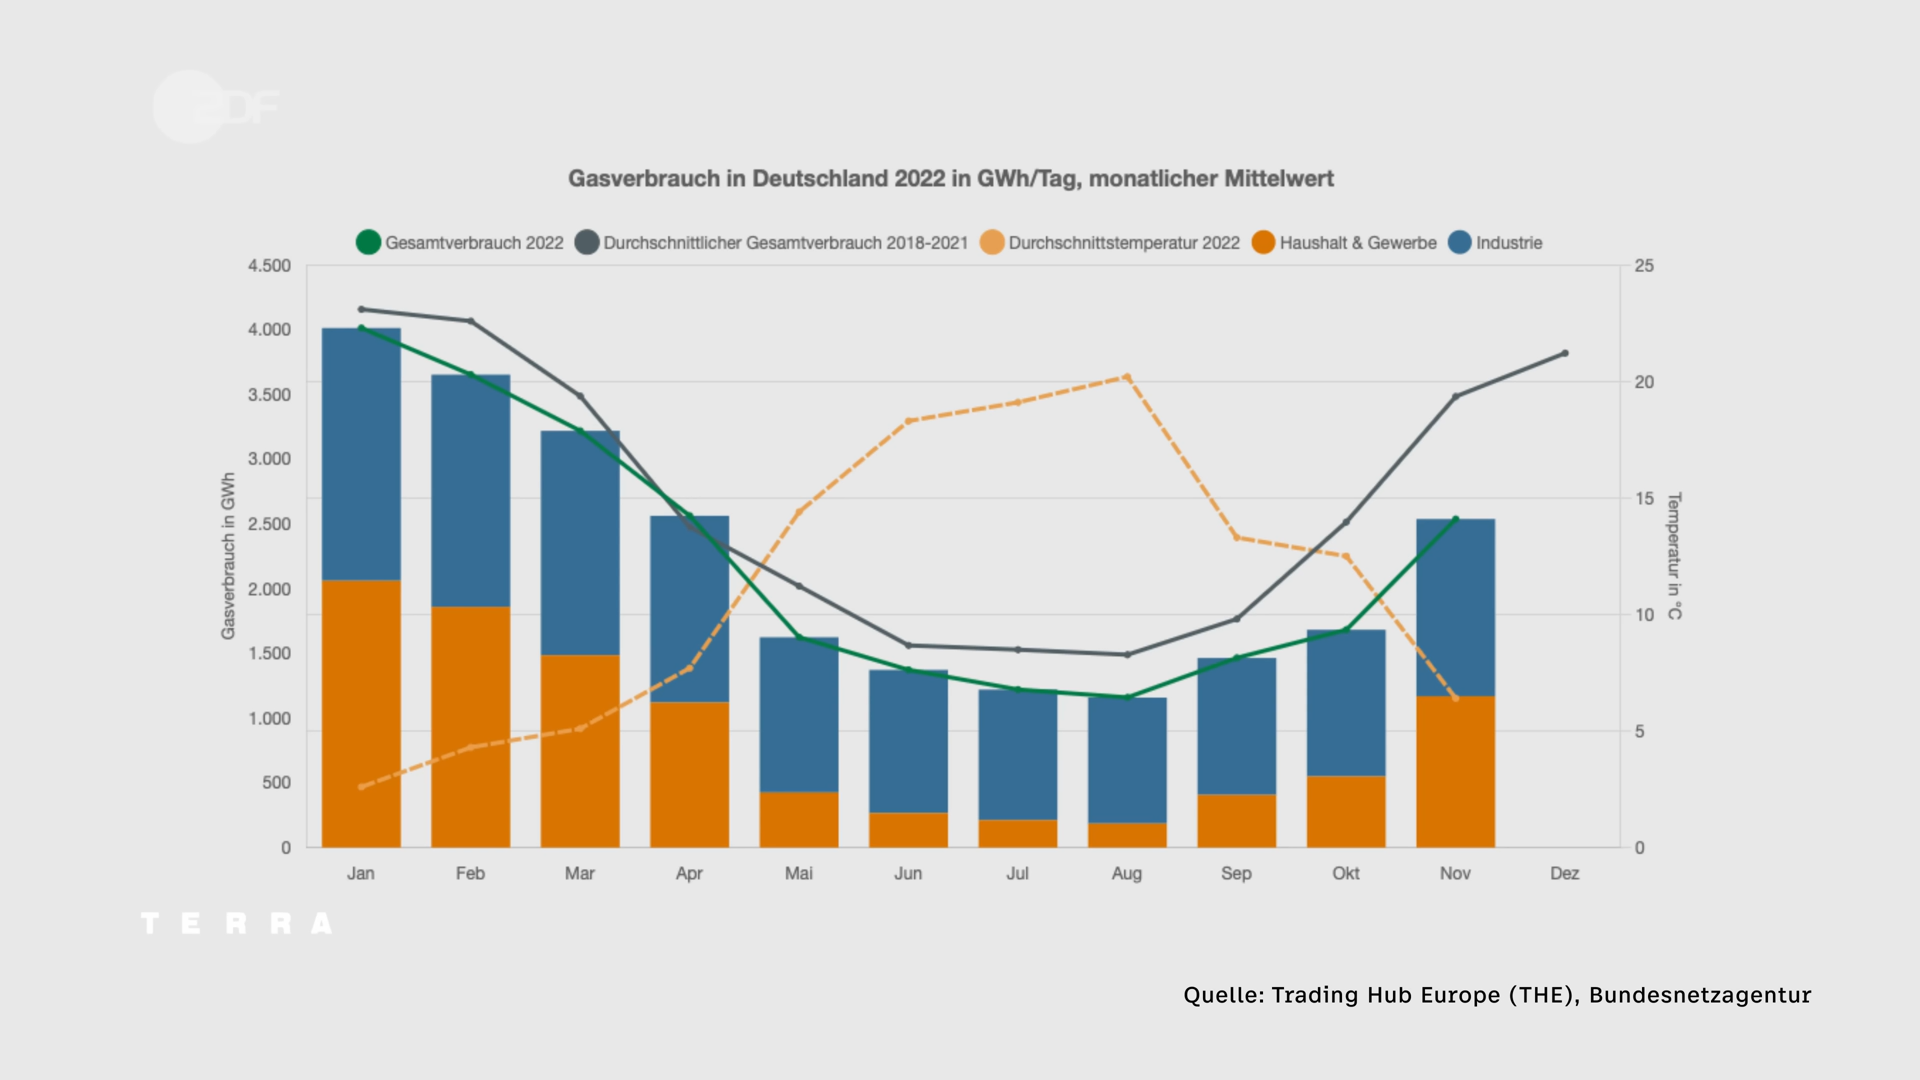 ZDF
Gasverbrauch in Deutschland 2022 in GWh/Tag, monatlicher Mittelwert
Gesamtverbrauch 2022 Durchschnittlicher Gesamtverbrauch 2018-2021 Durchschnittstemperatur 2022 Haushalt & Gewerbe Industrie
4.500
4.000
3.500
3.000
2.500
2.000
1.500
1.000
500
0
Gasverbrauch in GWh
25
20
15
10
5
0
Temperatur in °C
Jan Feb Mar Apr Mai Jun Jul Aug Sep Okt Nov Dez
TERRA
Quelle: Trading Hub Europe (THE), Bundesnetzagentur